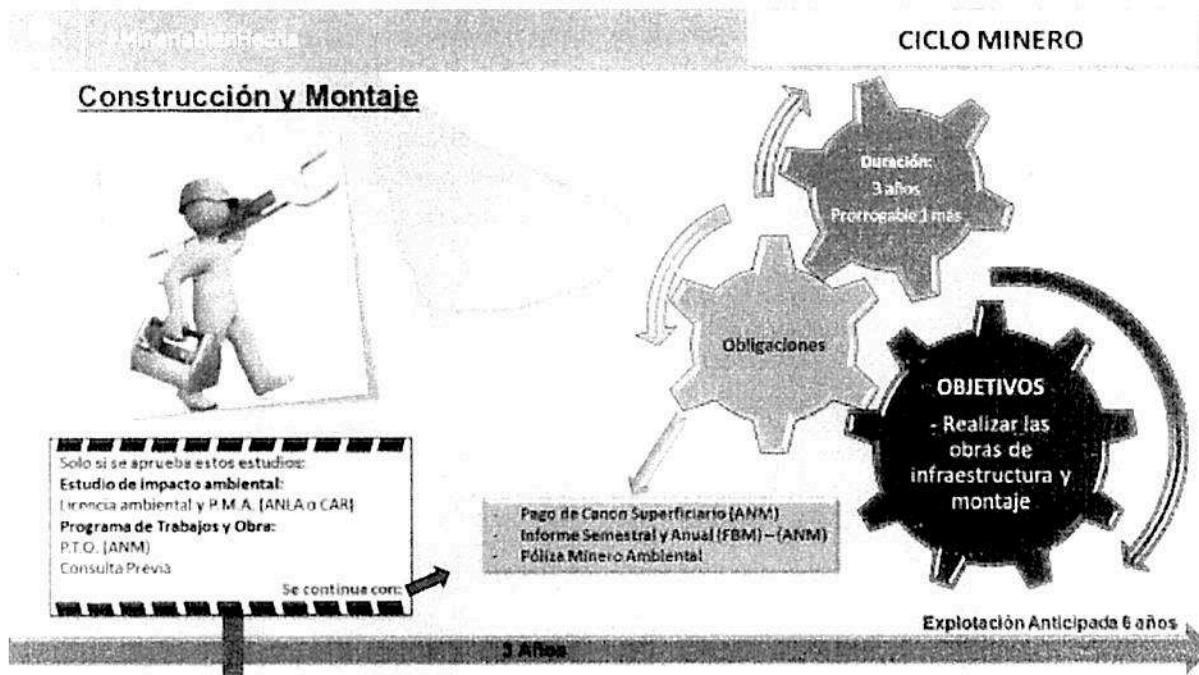 CICLO MINERO
Construcción y Montaje
Duración:
3 años
Prorrogable 1 mas
Obligaciones
OBJETIVOS
- Realizar las
obras de
infraestructura y
montaje
Solo si se aprueba estos estudios:
Estudio de impacto ambiental:
Licencia ambiental y P.M.A. (ANLA o CAR)
Programa de Trabajos y Obra:
P.T.O. (ANM)
Consulta Previa
Se continua con:
- Pago de Canon Superficiario (ANM)
- Informe Semestral y Anual (FBM) – (ANM)
- Póliza Minero Ambiental
Explotación Anticipada 6 años
3 Años